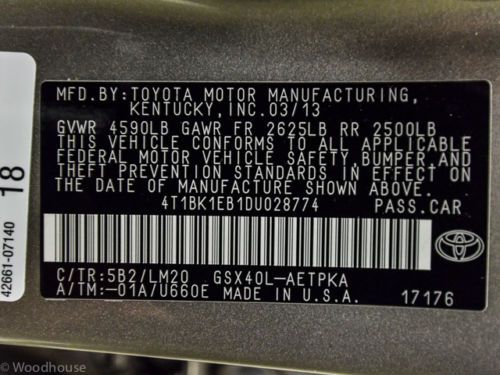 MFD.BY:TOYOTA MOTOR MANUFACTURING,
KENTUCKY,INC.03/13
GVWR 4590LB GAWR FR 2625LB RR 2500LB
THIS VEHICLE CONFORMS TO ALL APPLICABLE
FEDERAL MOTOR VEHICLE SAFETY,BUMPER,AND
THEFT PREVENTION STANDARDS IN EFFECT ON
THE DATE OF MANUFACTURE SHOWN ABOVE.
4T1BK1EB1DU028774 PASS.CAR
C/TR:5B2/LM20 GSX40L-AETPKA
A/TM:-01A/U660E MADE IN U.S.A. 17176
18
42661-07140
© Woodhouse